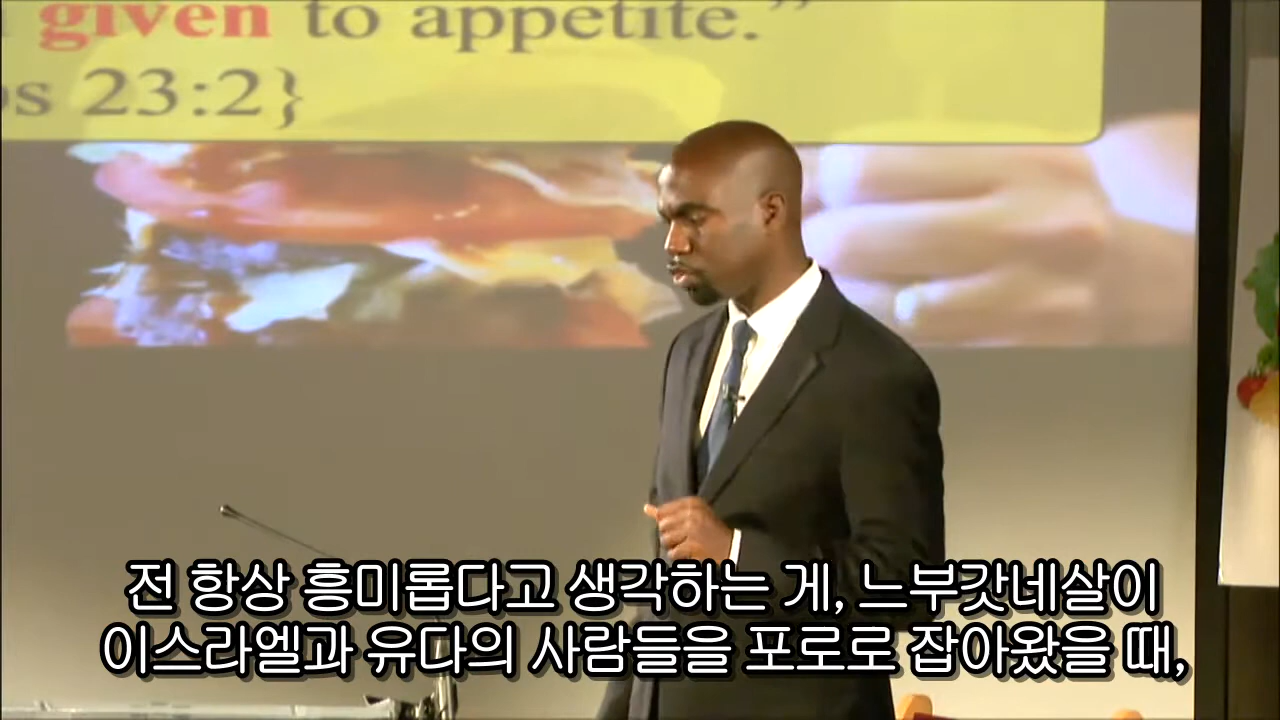 given to appetite.”
23:2}
전 항상 흥미롭다고 생각하는 게, 느부갓네살이
이스라엘과 유다의 사람들을 포로로 잡아왔을 때,